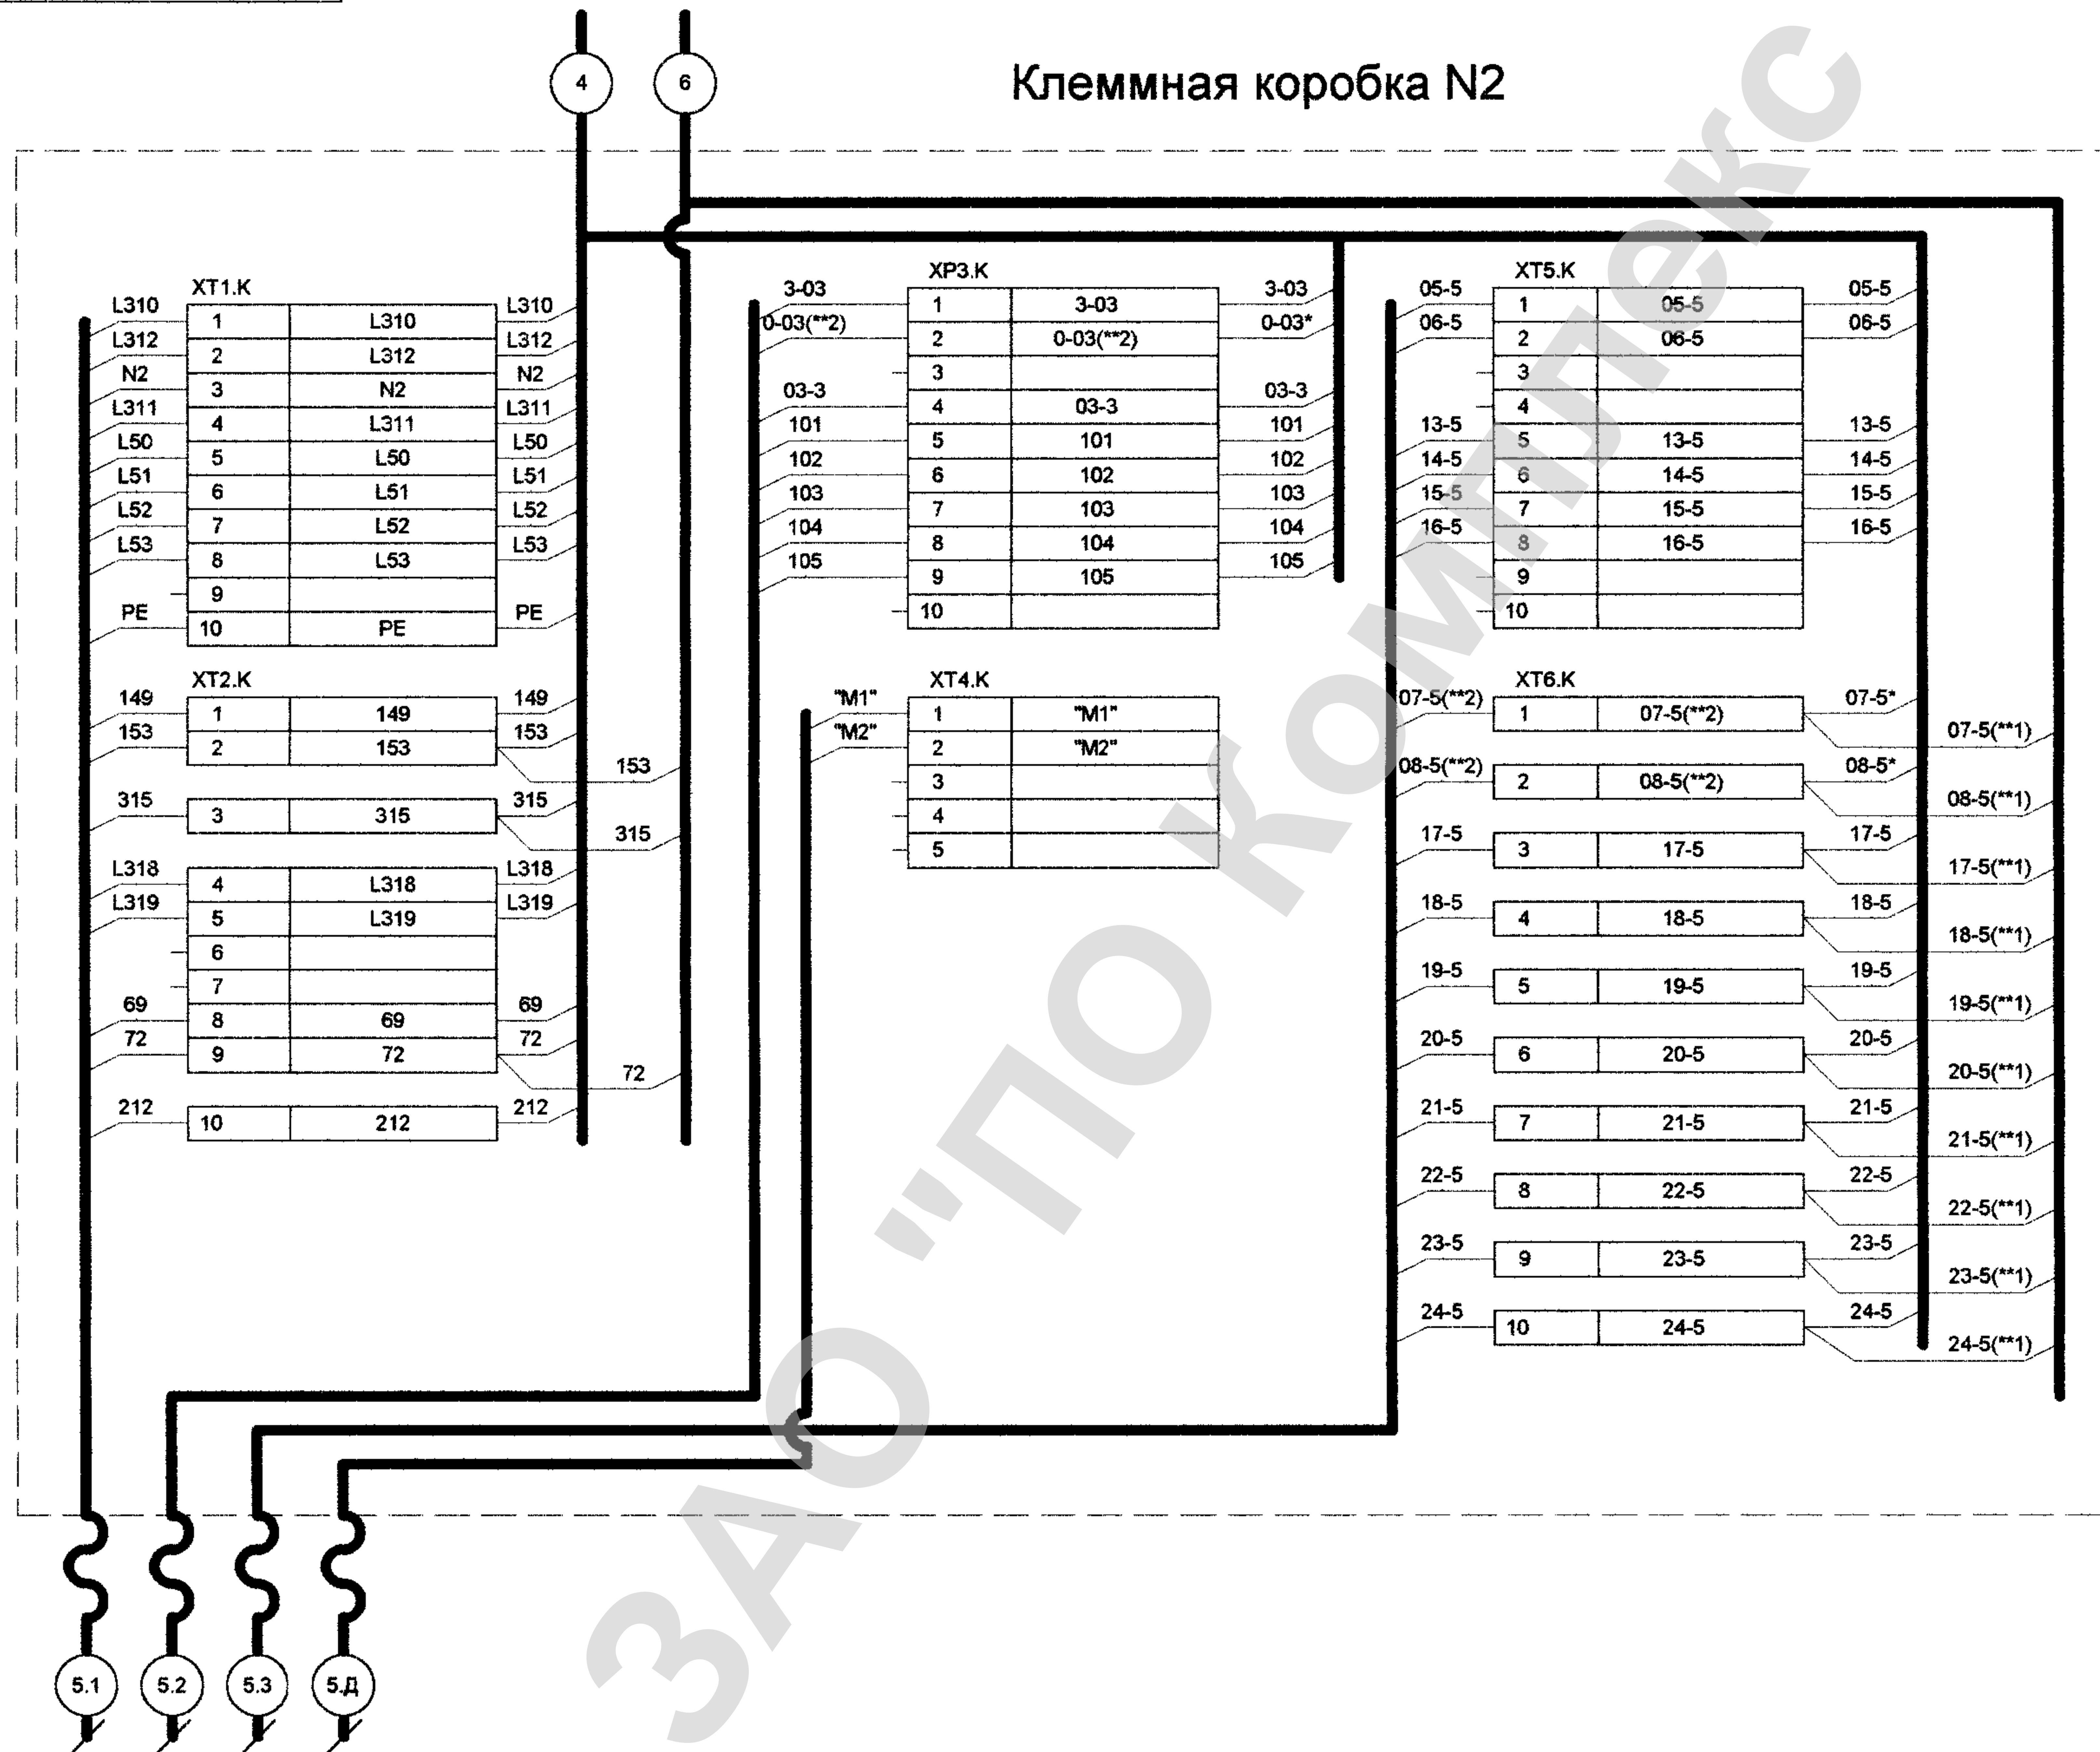 4 6
Клеммная коробка N2
XT1.K
L310 1 L310 L310
L312 2 L312 L312
N2 3 N2 N2
L311 4 L311 L311
L50 5 L50 L50
L51 6 L51 L51
L52 7 L52 L52
L53 8 L53 L53
9
PE 10 PE PE
XT2.K
149 1 149 149
153 2 153 153
153
315 3 315 315
315
L318 4 L318 L318
L319 5 L319 L319
6
7
69 8 69 69
72 9 72 72
72
212 10 212 212
XP3.K
3-03 1 3-03 3-03
0-03(**2) 2 0-03(**2) 0-03*
3
03-3 4 03-3 03-3
101 5 101 101
102 6 102 102
103 7 103 103
104 8 104 104
105 9 105 105
10
XT4.K
"M1" 1 "M1"
"M2" 2 "M2"
3
4
5
XT5.K
05-5 1 05-5 05-5
06-5 2 06-5 06-5
3
4
13-5 5 13-5 13-5
14-5 6 14-5 14-5
15-5 7 15-5 15-5
16-5 8 16-5 16-5
9
10
XT6.K
07-5(**2) 1 07-5(**2) 07-5*
07-5(**1)
08-5(**2) 2 08-5(**2) 08-5*
08-5(**1)
17-5 3 17-5 17-5
17-5(**1)
18-5 4 18-5 18-5
18-5(**1)
19-5 5 19-5 19-5
19-5(**1)
20-5 6 20-5 20-5
20-5(**1)
21-5 7 21-5 21-5
21-5(**1)
22-5 8 22-5 22-5
22-5(**1)
23-5 9 23-5 23-5
23-5(**1)
24-5 10 24-5 24-5
24-5(**1)
5.1 5.2 5.3 5.Д
ЗАО "ПО Комплекс